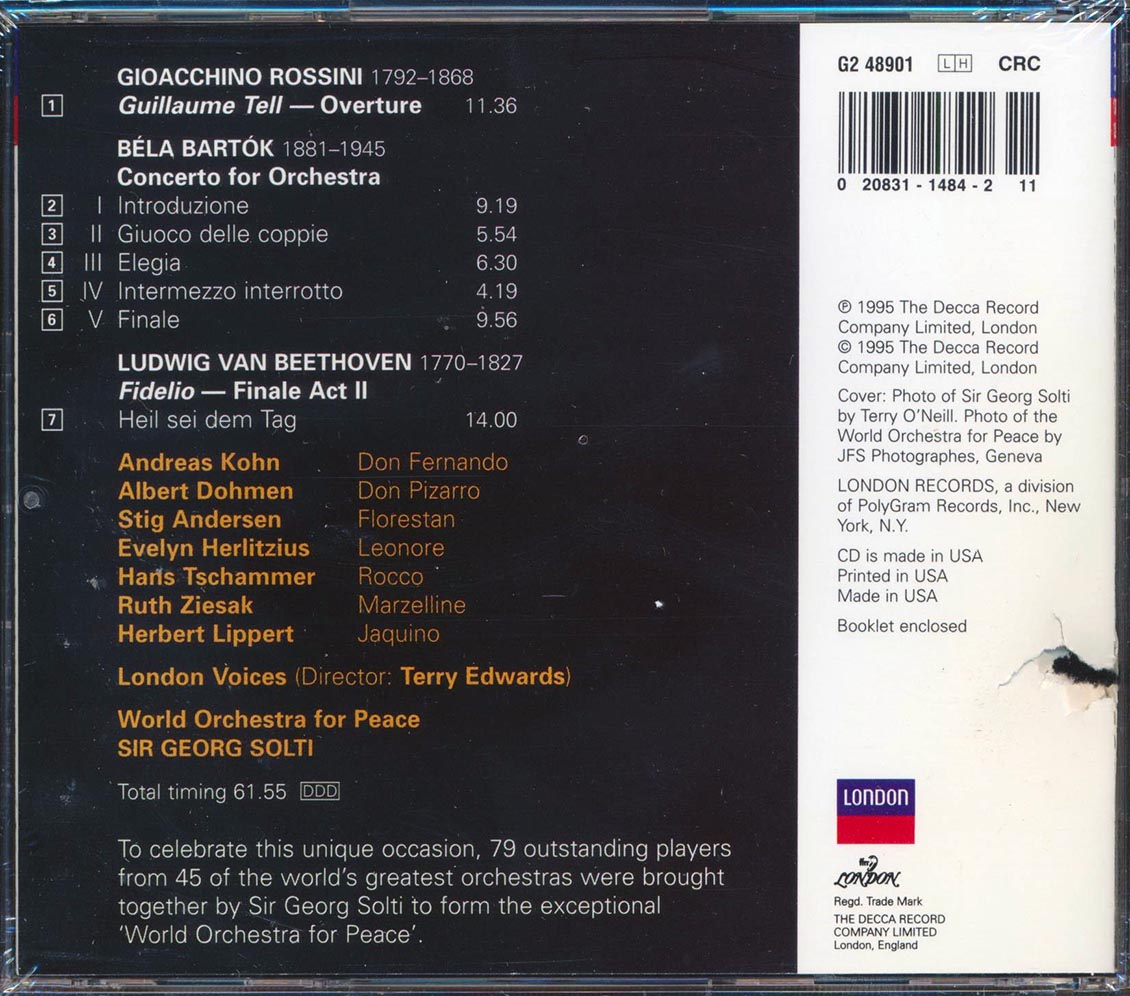 GIOACCHINO ROSSINI 1792–1868
1 Guillaume Tell — Overture 11.36
BÉLA BARTÓK 1881–1945
Concerto for Orchestra
2 I Introduzione 9.19
3 II Giuoco delle coppie 5.54
4 III Elegia 6.30
5 IV Intermezzo interrotto 4.19
6 V Finale 9.56
LUDWIG VAN BEETHOVEN 1770–1827
Fidelio — Finale Act II
7 Heil sei dem Tag 14.00
Andreas Kohn Don Fernando
Albert Dohmen Don Pizarro
Stig Andersen Florestan
Evelyn Herlitzius Leonore
Hans Tschammer Rocco
Ruth Ziesak Marzelline
Herbert Lippert Jaquino
London Voices (Director: Terry Edwards)
World Orchestra for Peace
SIR GEORG SOLTI
Total timing 61.55 DDD
To celebrate this unique occasion, 79 outstanding players
from 45 of the world's greatest orchestras were brought
together by Sir Georg Solti to form the exceptional
'World Orchestra for Peace'.
G2 48901 LH CRC
0 20831 - 1484 - 2 11
℗ 1995 The Decca Record
Company Limited, London
© 1995 The Decca Record
Company Limited, London
Cover: Photo of Sir Georg Solti
by Terry O'Neill. Photo of the
World Orchestra for Peace by
JFS Photographes, Geneva
LONDON RECORDS, a division
of PolyGram Records, Inc., New
York, N.Y.
CD is made in USA
Printed in USA
Made in USA
Booklet enclosed
LONDON
ffrr
LONDON
Regd. Trade Mark
THE DECCA RECORD
COMPANY LIMITED
London, England